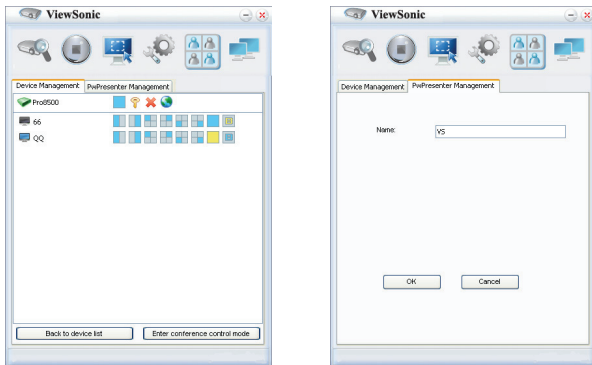 ViewSonic
Device Management PwPresenter Management
Pro8500
66
QQ
Back to device list Enter conference control mode
ViewSonic
Device Management PwPresenter Management
Name: VS
OK Cancel